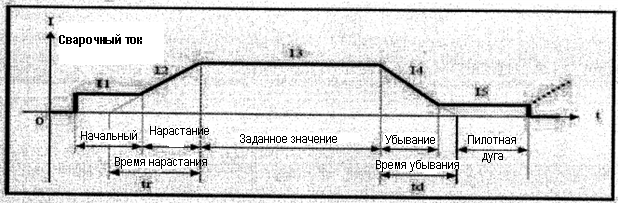 I
Сварочный ток
I1
I2
I3
I4
I5
0
t
Начальный
Нарастание
Заданное значение
Убывание
Пилотная
дуга
Время нарастания
Время убывания
tr
td